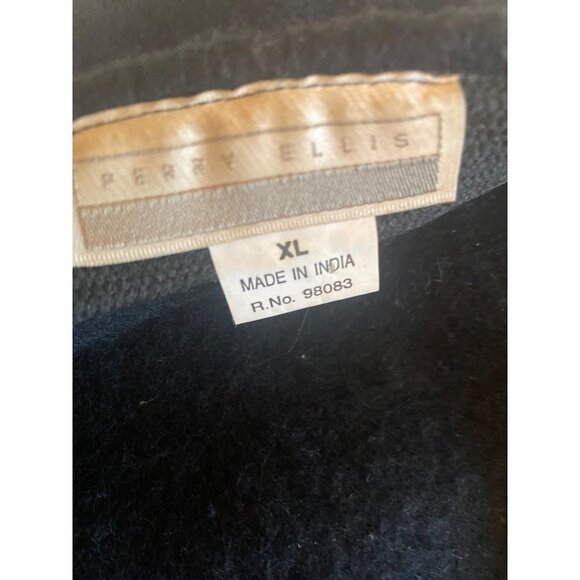 PERRY ELLIS
XL
MADE IN INDIA
R.No. 98083